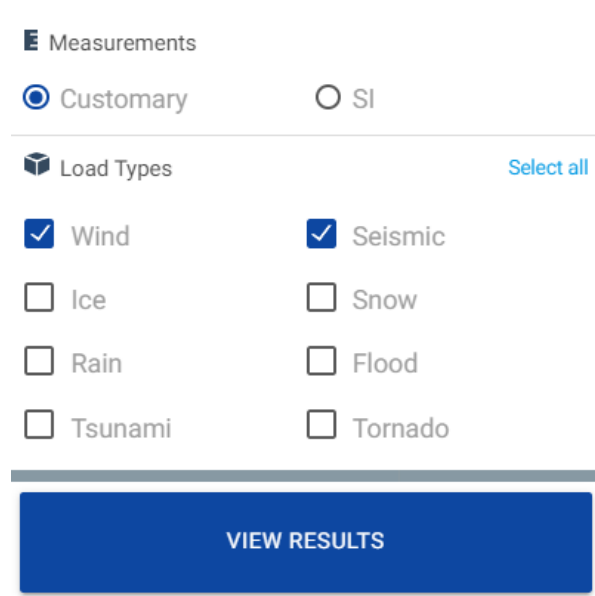 Measurements
Customary SI
Load Types Select all
Wind Seismic
Ice Snow
Rain Flood
Tsunami Tornado
VIEW RESULTS